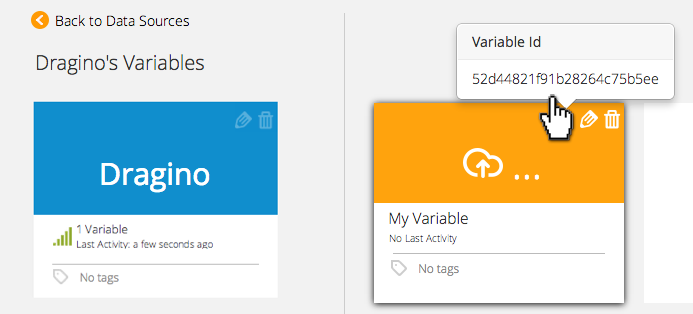 Back to Data Sources
Dragino's Variables
Dragino
1 Variable
Last Activity: a few seconds ago
No tags
Variable Id
52d44821f91b28264c75b5ee
...
My Variable
No Last Activity
No tags